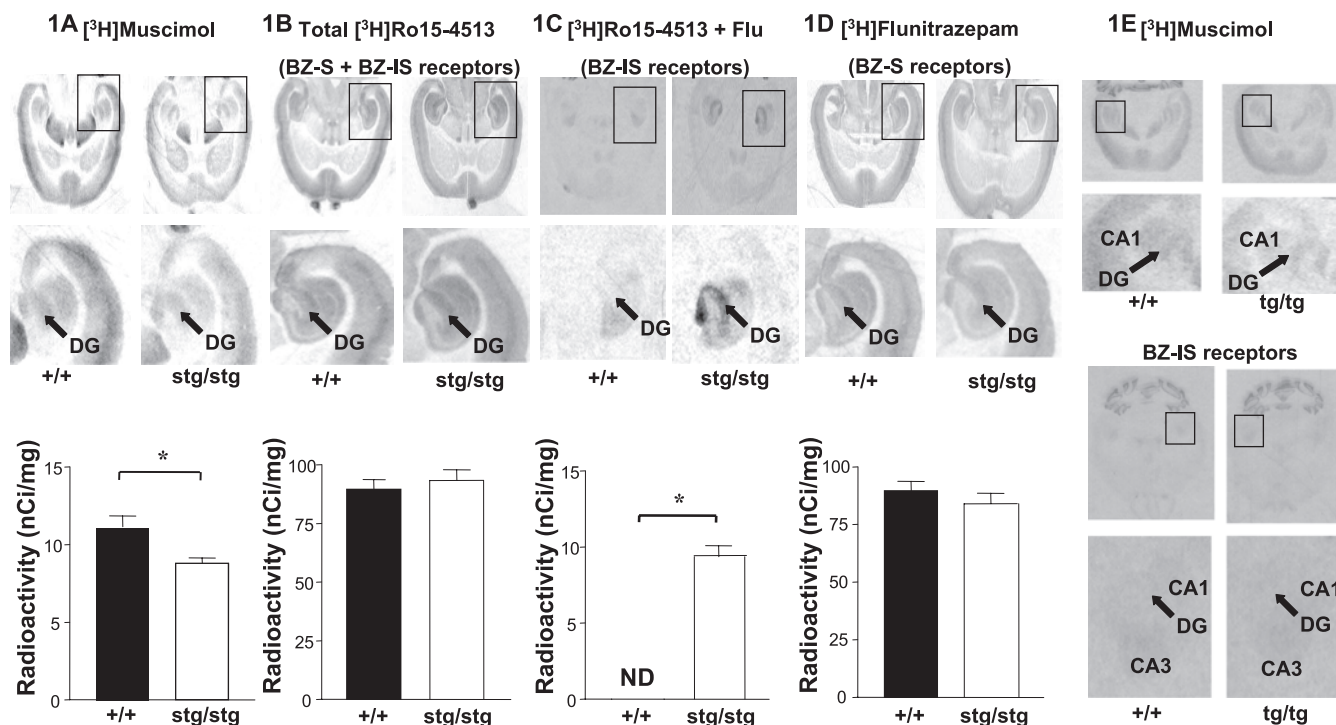 1A [³H]Muscimol
+/+
stg/stg
DG
DG
Radioactivity (nCi/mg)
15
10
5
0
*
+/+
stg/stg
1B Total [³H]Ro15-4513
(BZ-S + BZ-IS receptors)
DG
DG
+/+
stg/stg
Radioactivity (nCi/mg)
100
75
50
25
0
+/+
stg/stg
1C [³H]Ro15-4513 + Flu
(BZ-IS receptors)
DG
DG
+/+
stg/stg
Radioactivity (nCi/mg)
15
10
5
0
*
ND
+/+
stg/stg
1D [³H]Flunitrazepam
(BZ-S receptors)
DG
DG
+/+
stg/stg
Radioactivity (nCi/mg)
100
75
50
25
0
+/+
stg/stg
1E [³H]Muscimol
CA1
DG
CA1
DG
+/+
tg/tg
BZ-IS receptors
CA1
DG
CA3
CA1
DG
CA3
+/+
tg/tg